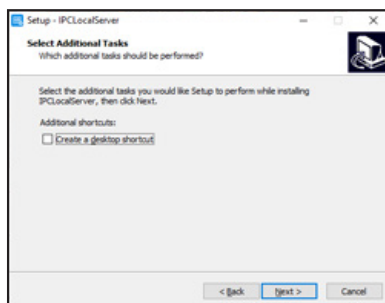 Setup - IPCLocalServer
Select Additional Tasks
Which additional tasks should be performed?
Select the additional tasks you would like Setup to perform while installing
IPCLocalServer, then click Next.
Additional shortcuts:
Create a desktop shortcut
< Back Next > Cancel